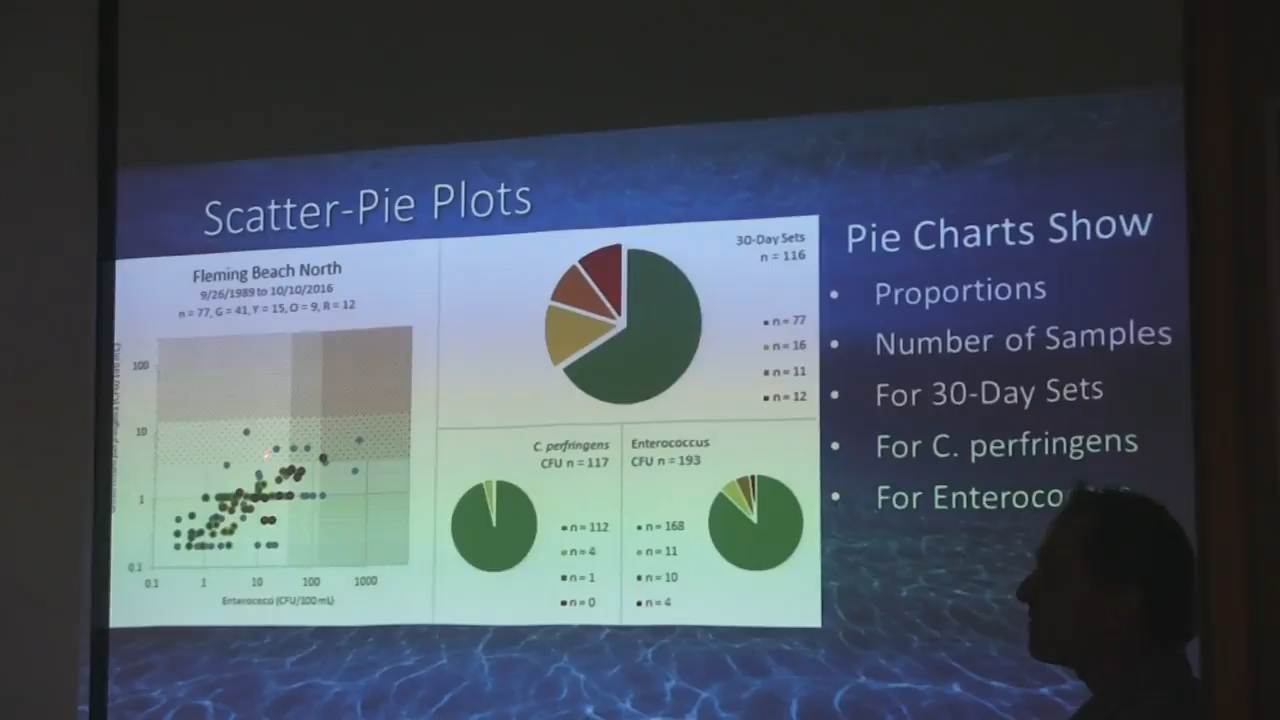 Scatter-Pie Plots
Fleming Beach North
9/26/1989 to 10/10/2016
n = 77, G = 41, Y = 15, O = 9, R = 12
100
10
1
0.1
0.1 1 10 100 1000
Enterococci (CFU/100 mL)
30-Day Sets
n = 116
n = 77
n = 16
n = 11
n = 12
C. perfringens
CFU n = 117
n = 112
n = 4
n = 1
n = 0
Enterococcus
CFU n = 193
n = 168
n = 11
n = 10
n = 4
Pie Charts Show
• Proportions
• Number of Samples
• For 30-Day Sets
• For C. perfringens
• For Enteroco